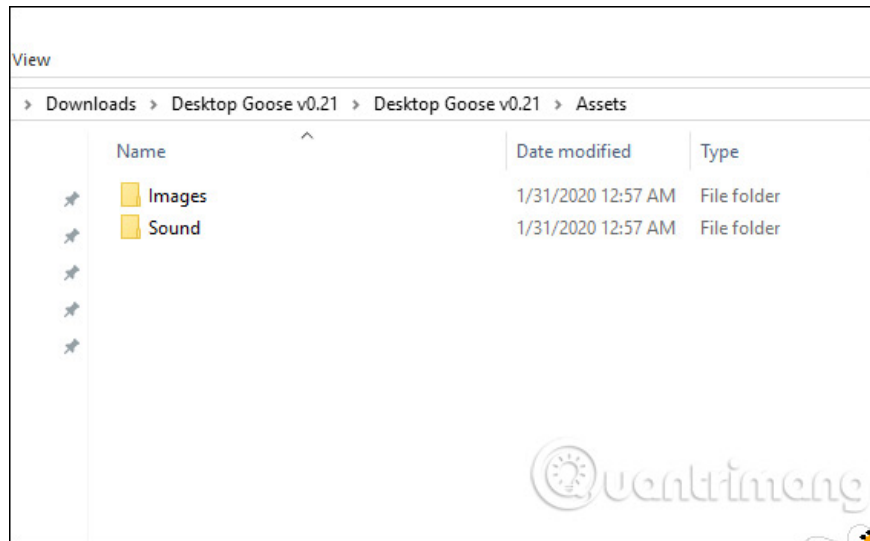 View
Downloads > Desktop Goose v0.21 > Desktop Goose v0.21 > Assets
Name Date modified Type
Images 1/31/2020 12:57 AM File folder
Sound 1/31/2020 12:57 AM File folder
Quantrimang